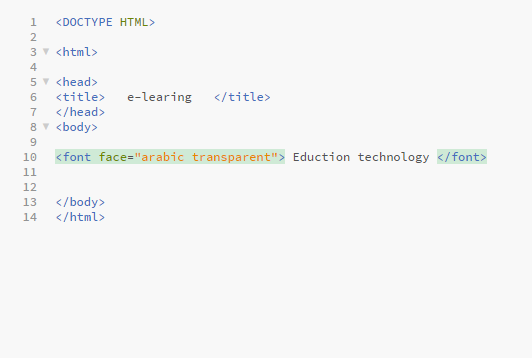 1 <DOCTYPE HTML>
2
3 <html>
4
5 <head>
6 <title>   e-learing   </title>
7 </head>
8 <body>
9
10 <font face="arabic transparent"> Eduction technology </font>
11
12
13 </body>
14 </html>